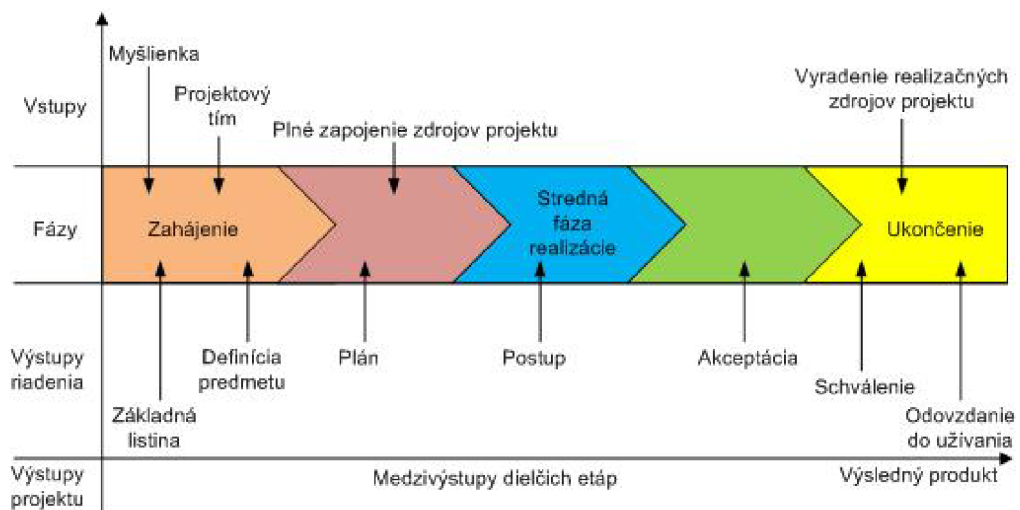 Myšlienka
Vstupy
Projektový
tím
Plné zapojenie zdrojov projektu
Vyradenie realizačných
zdrojov projektu
Fázy
Zahájenie
Stredná
fáza
realizácie
Ukončenie
Výstupy
riadenia
Definícia
predmetu
Plán
Postup
Akceptácia
Schválenie
Základná
listina
Odovzdanie
do užívania
Výstupy
projektu
Medzivýstupy dielčich etáp
Výsledný produkt